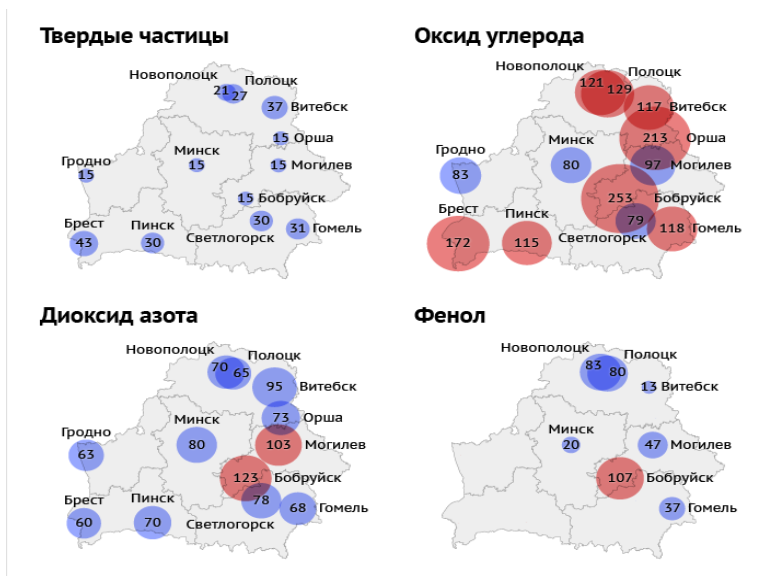 Твердые частицы
Новополоцк
Полоцк
21
27
37 Витебск
15 Орша
Минск
15
15 Могилев
Гродно
15
15 Бобруйск
30
Брест
43
Пинск
30
Светлогорск
31 Гомель
Оксид углерода
Новополоцк
Полоцк
121
129
117 Витебск
213 Орша
Минск
80
97 Могилев
Гродно
83
253 Бобруйск
79
Брест
172
Пинск
115
Светлогорск
118 Гомель
Диоксид азота
Новополоцк
Полоцк
70
65
95 Витебск
73 Орша
Минск
80
103 Могилев
Гродно
63
123 Бобруйск
78
Брест
60
Пинск
70
Светлогорск
68 Гомель
Фенол
Новополоцк
Полоцк
83
80
13 Витебск
Минск
20
47 Могилев
107 Бобруйск
37 Гомель